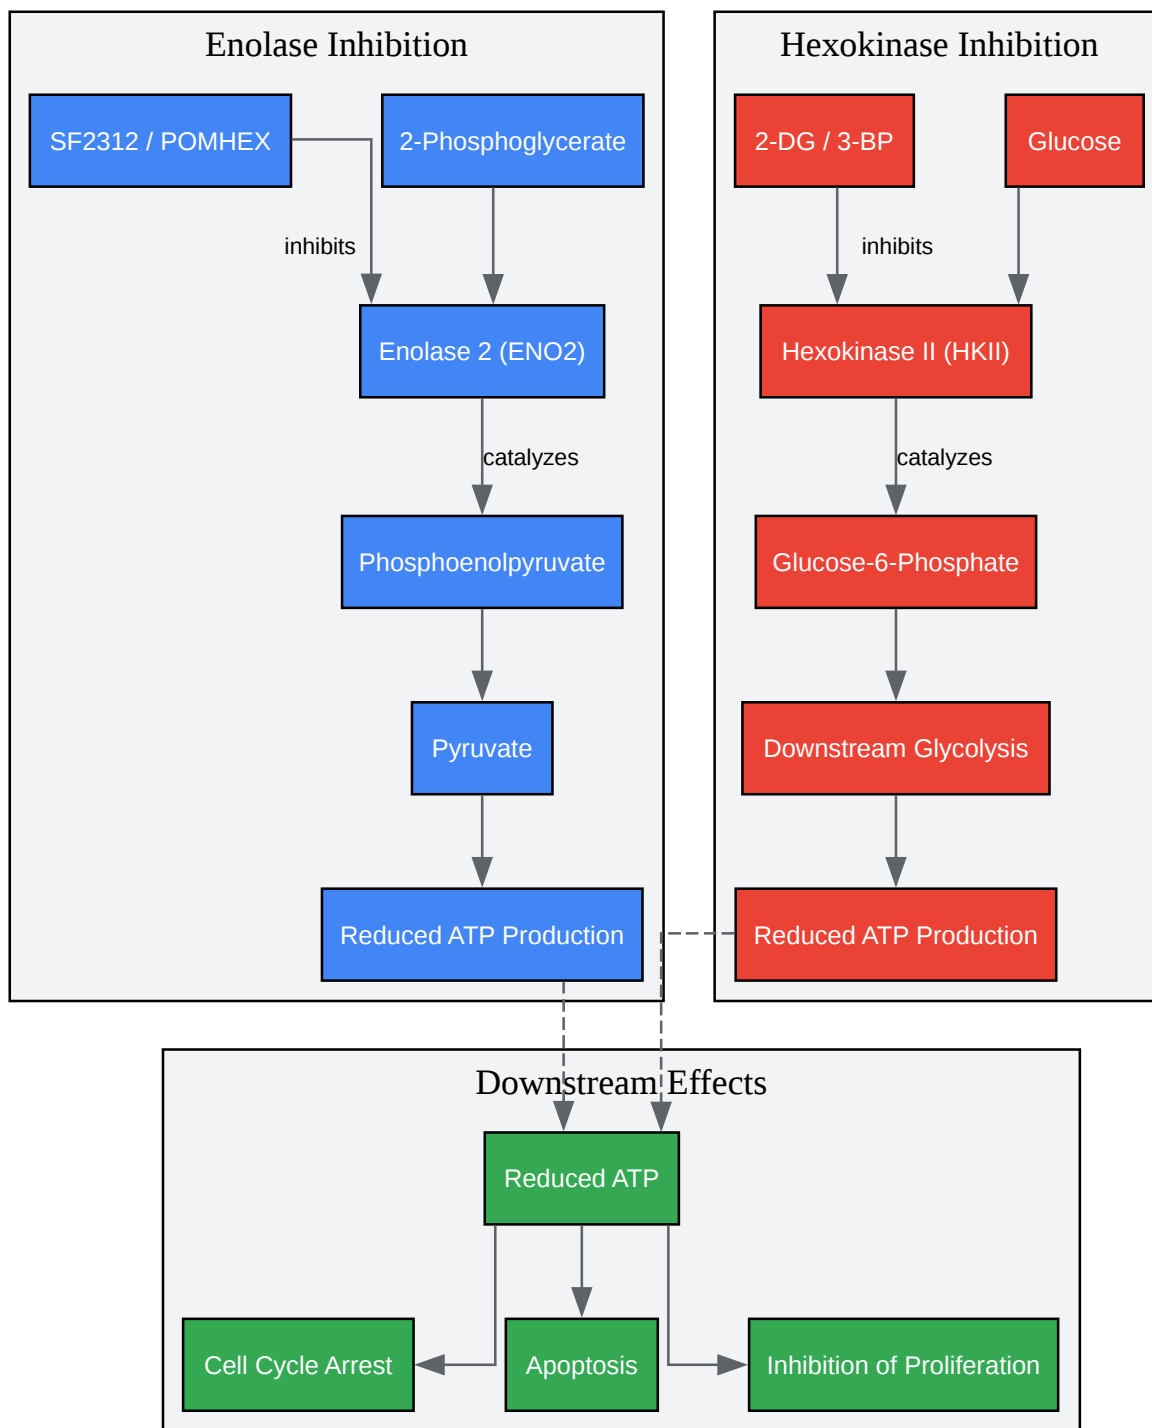 Enolase Inhibition
Hexokinase Inhibition
SF2312 / POMHEX
2-Phosphoglycerate
2-DG / 3-BP
Glucose
inhibits
inhibits
Enolase 2 (ENO2)
Hexokinase II (HKII)
catalyzes
catalyzes
Phosphoenolpyruvate
Glucose-6-Phosphate
Pyruvate
Downstream Glycolysis
Reduced ATP Production
Reduced ATP Production
Downstream Effects
Reduced ATP
Cell Cycle Arrest
Apoptosis
Inhibition of Proliferation